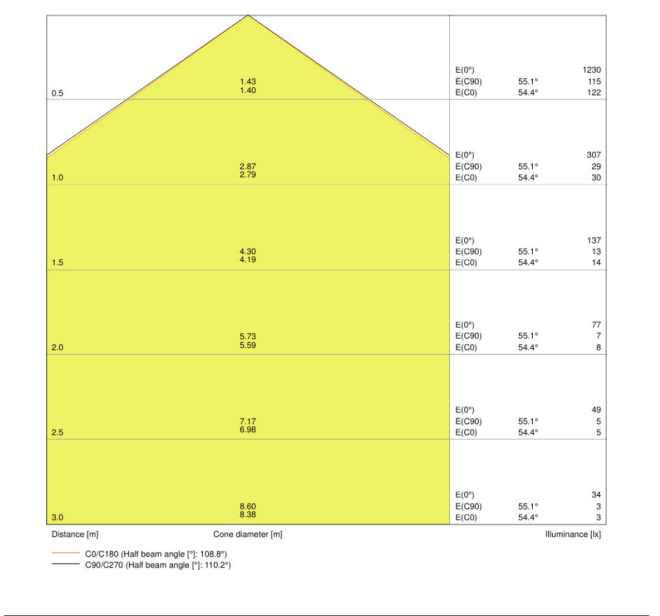 E(0°) 1230
1.43 E(C90) 55.1° 115
0.5 1.40 E(C0) 54.4° 122
E(0°) 307
2.87 E(C90) 55.1° 29
1.0 2.79 E(C0) 54.4° 30
E(0°) 137
4.30 E(C90) 55.1° 13
1.5 4.19 E(C0) 54.4° 14
E(0°) 77
5.73 E(C90) 55.1° 7
2.0 5.59 E(C0) 54.4° 8
E(0°) 49
7.17 E(C90) 55.1° 5
2.5 6.98 E(C0) 54.4° 5
E(0°) 34
8.60 E(C90) 55.1° 3
3.0 8.38 E(C0) 54.4° 3
Distance [m] Cone diameter [m] Illuminance [lx]
C0/C180 (Half beam angle [°]: 108.8°)
C90/C270 (Half beam angle [°]: 110.2°)